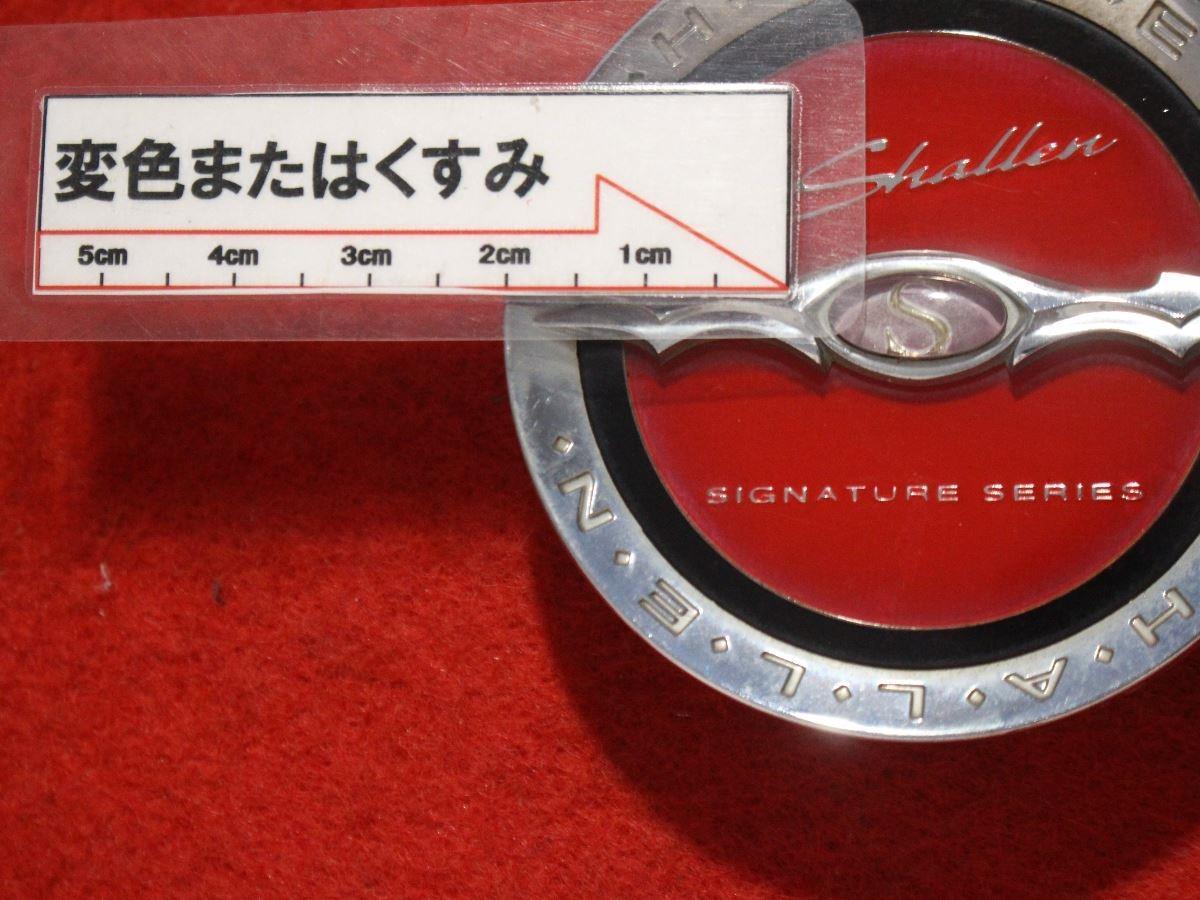 変色またはくすみ
5cm 4cm 3cm 2cm 1cm
Shallen
S
SIGNATURE SERIES
H
E
N・E・L・L・A・H